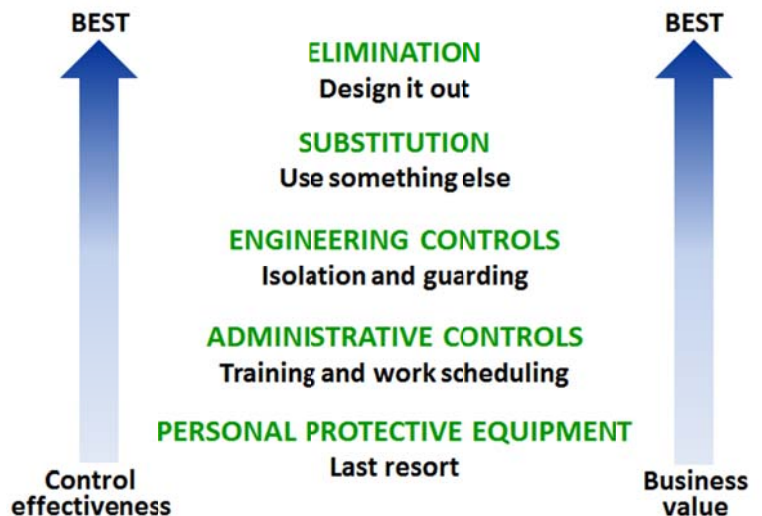 BEST
BEST
ELIMINATION
Design it out
SUBSTITUTION
Use something else
ENGINEERING CONTROLS
Isolation and guarding
ADMINISTRATIVE CONTROLS
Training and work scheduling
PERSONAL PROTECTIVE EQUIPMENT
Last resort
Control
effectiveness
Business
value